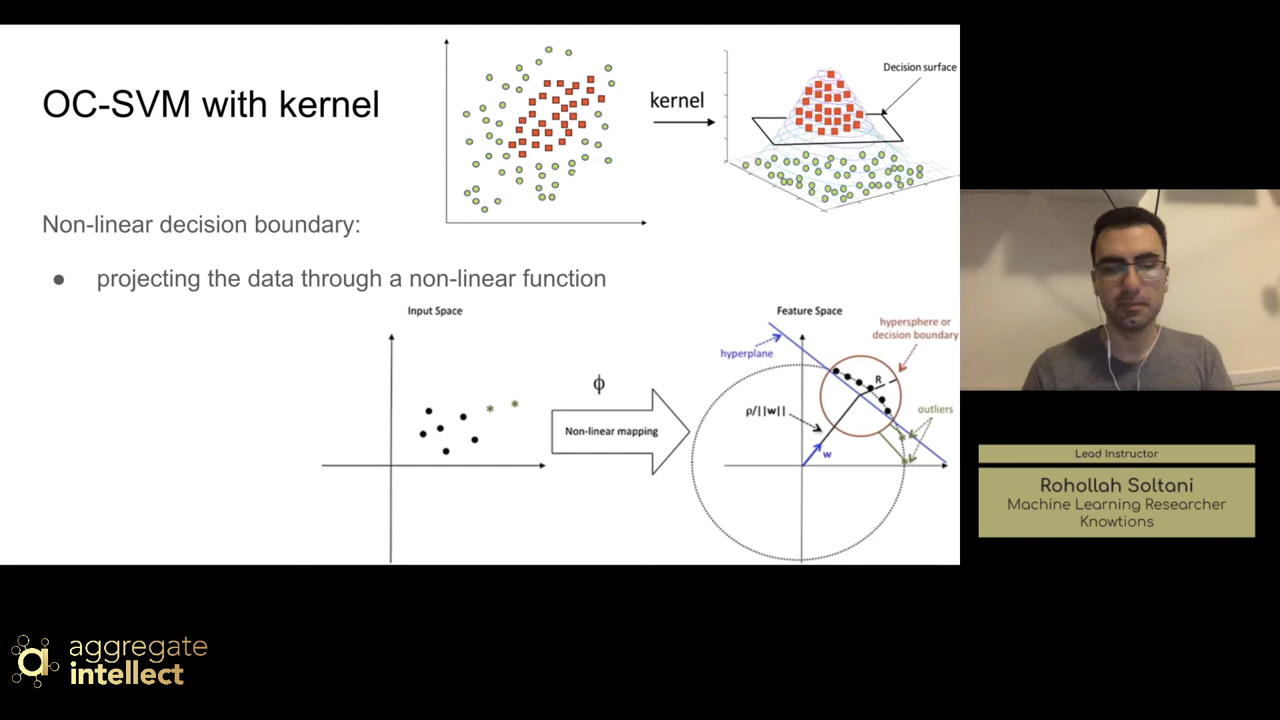 OC-SVM with kernel
kernel
Decision surface
Non-linear decision boundary:
● projecting the data through a non-linear function
Input Space
ϕ
Non-linear mapping
Feature Space
hyperplane
hypersphere or
decision boundary
R
ρ/||w||
w
outliers
Lead Instructor
Rohollah Soltani
Machine Learning Researcher
Knowtions
aggregate
intellect